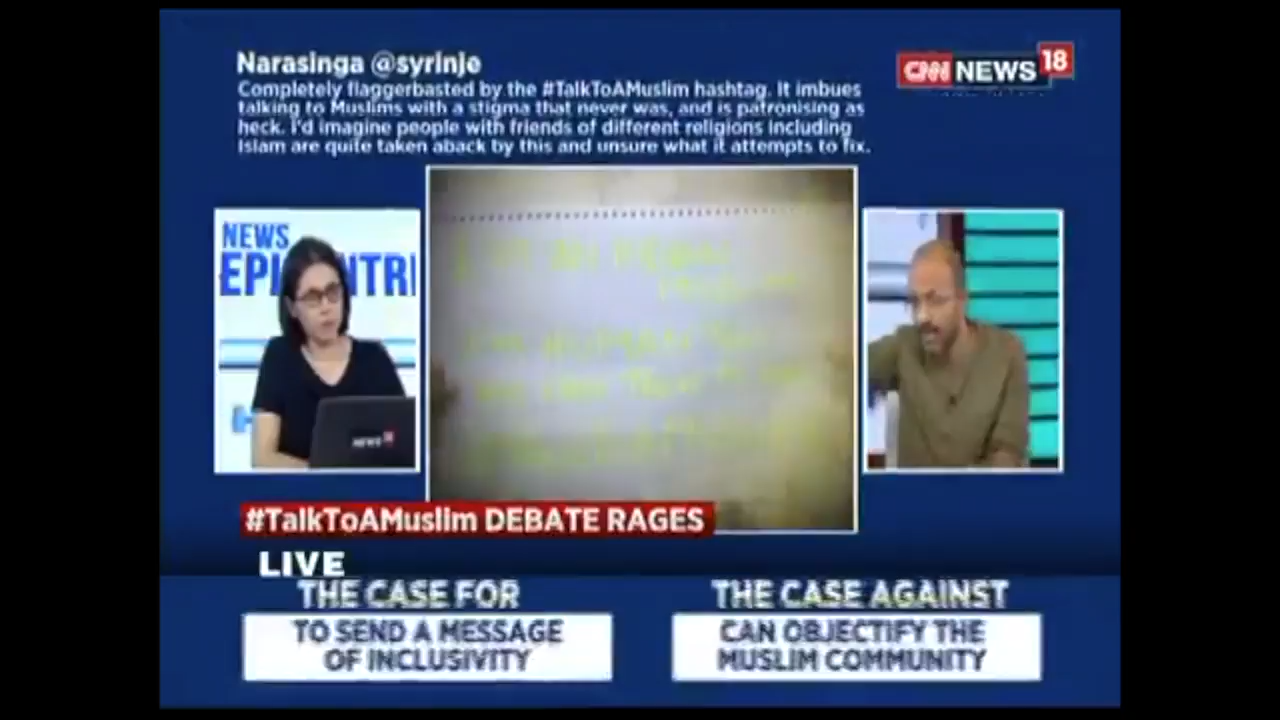 Narasinga @syrinje
Completely flaggerbasted by the #TalkToAMuslim hashtag. It imbues
talking to Muslims with a stigma that never was, and is patronising as
heck. I'd imagine people with friends of different religions including
Islam are quite taken aback by this and unsure what it attempts to fix.
CNN NEWS 18
NEWS
EPICENTRE
NEWS 18
#TalkToAMuslim DEBATE RAGES
LIVE
THE CASE FOR
THE CASE AGAINST
TO SEND A MESSAGE
OF INCLUSIVITY
CAN OBJECTIFY THE
MUSLIM COMMUNITY